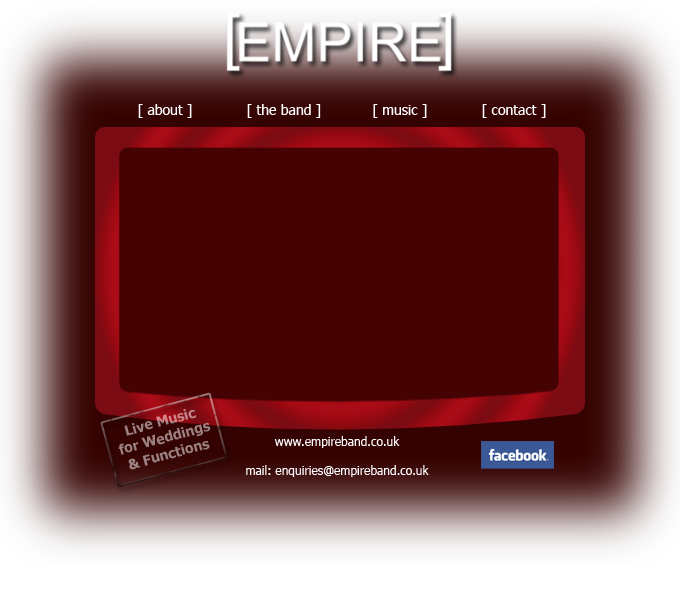 [EMPIRE]
[ about ] [ the band ] [ music ] [ contact ]
Live Music
for Weddings
& Functions
www.empireband.co.uk
mail: enquiries@empireband.co.uk
facebook.